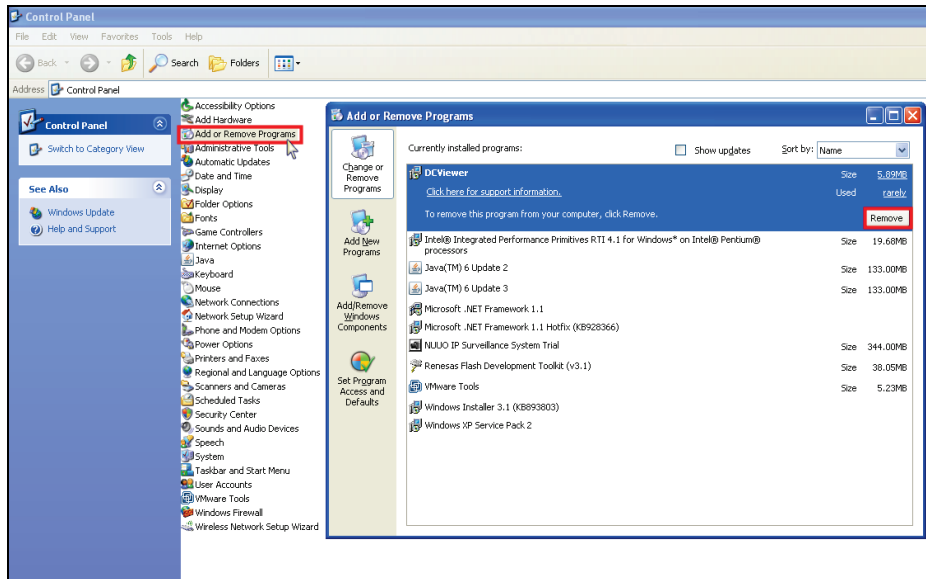 Control Panel
File Edit View Favorites Tools Help
Back Search Folders
Address Control Panel
Control Panel
Switch to Category View
See Also
Windows Update
Help and Support
Accessibility Options
Add Hardware
Add or Remove Programs
Administrative Tools
Automatic Updates
Date and Time
Display
Folder Options
Fonts
Game Controllers
Internet Options
Java
Keyboard
Mouse
Network Connections
Network Setup Wizard
Phone and Modem Options
Power Options
Printers and Faxes
Regional and Language Options
Scanners and Cameras
Scheduled Tasks
Security Center
Sounds and Audio Devices
Speech
System
Taskbar and Start Menu
User Accounts
VMware Tools
Windows Firewall
Wireless Network Setup Wizard
Add or Remove Programs
Change or
Remove
Programs
Add New
Programs
Add/Remove
Windows
Components
Set Program
Access and
Defaults
Currently installed programs: Show updates Sort by: Name
DCViewer Size 5.89MB
Click here for support information. Used rarely
To remove this program from your computer, click Remove. Remove
Intel® Integrated Performance Primitives RTI 4.1 for Windows* on Intel® Pentium® Size 19.68MB
processors
Java(TM) 6 Update 2 Size 133.00MB
Java(TM) 6 Update 3 Size 133.00MB
Microsoft .NET Framework 1.1
Microsoft .NET Framework 1.1 Hotfix (KB928366)
NUUO IP Surveillance System Trial Size 344.00MB
Renesas Flash Development Toolkit (v3.1) Size 38.05MB
VMware Tools Size 5.23MB
Windows Installer 3.1 (KB893803)
Windows XP Service Pack 2